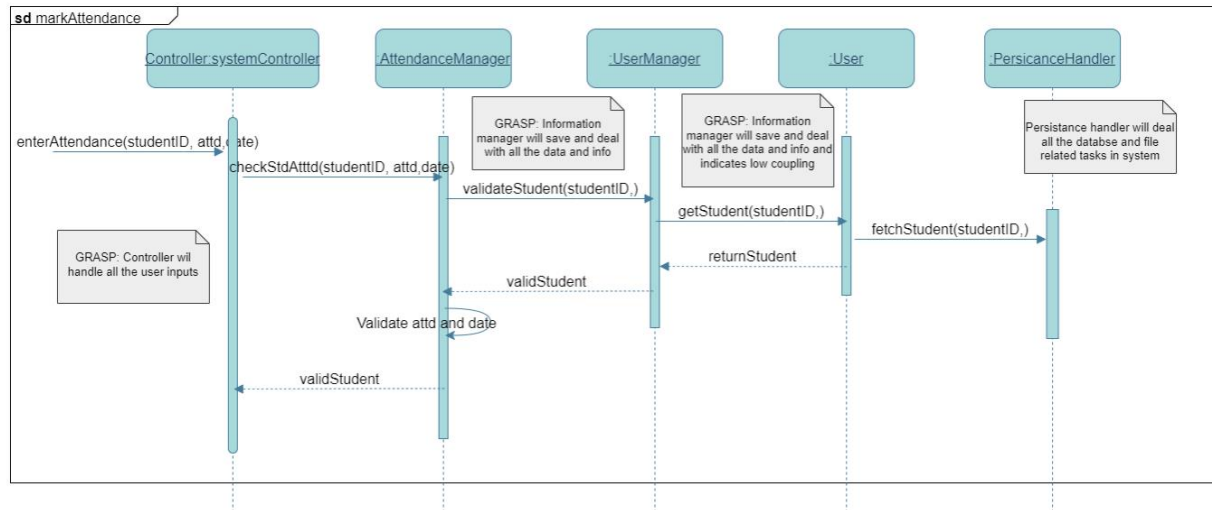 sd markAttendance
Controller:systemController
:AttendanceManager
:UserManager
:User
:PersicanceHandler
GRASP: Information
manager will save and deal
with all the data and info
GRASP: Information
manager will save and deal
with all the data and info and
indicates low coupling
Persistance handler will deal
all the databse and file
related tasks in system
enterAttendance(studentID, attd,date)
checkStdAtttd(studentID, attd,date)
validateStudent(studentID,)
getStudent(studentID,)
fetchStudent(studentID,)
GRASP: Controller wil
handle all the user inputs
returnStudent
validStudent
Validate attd and date
validStudent